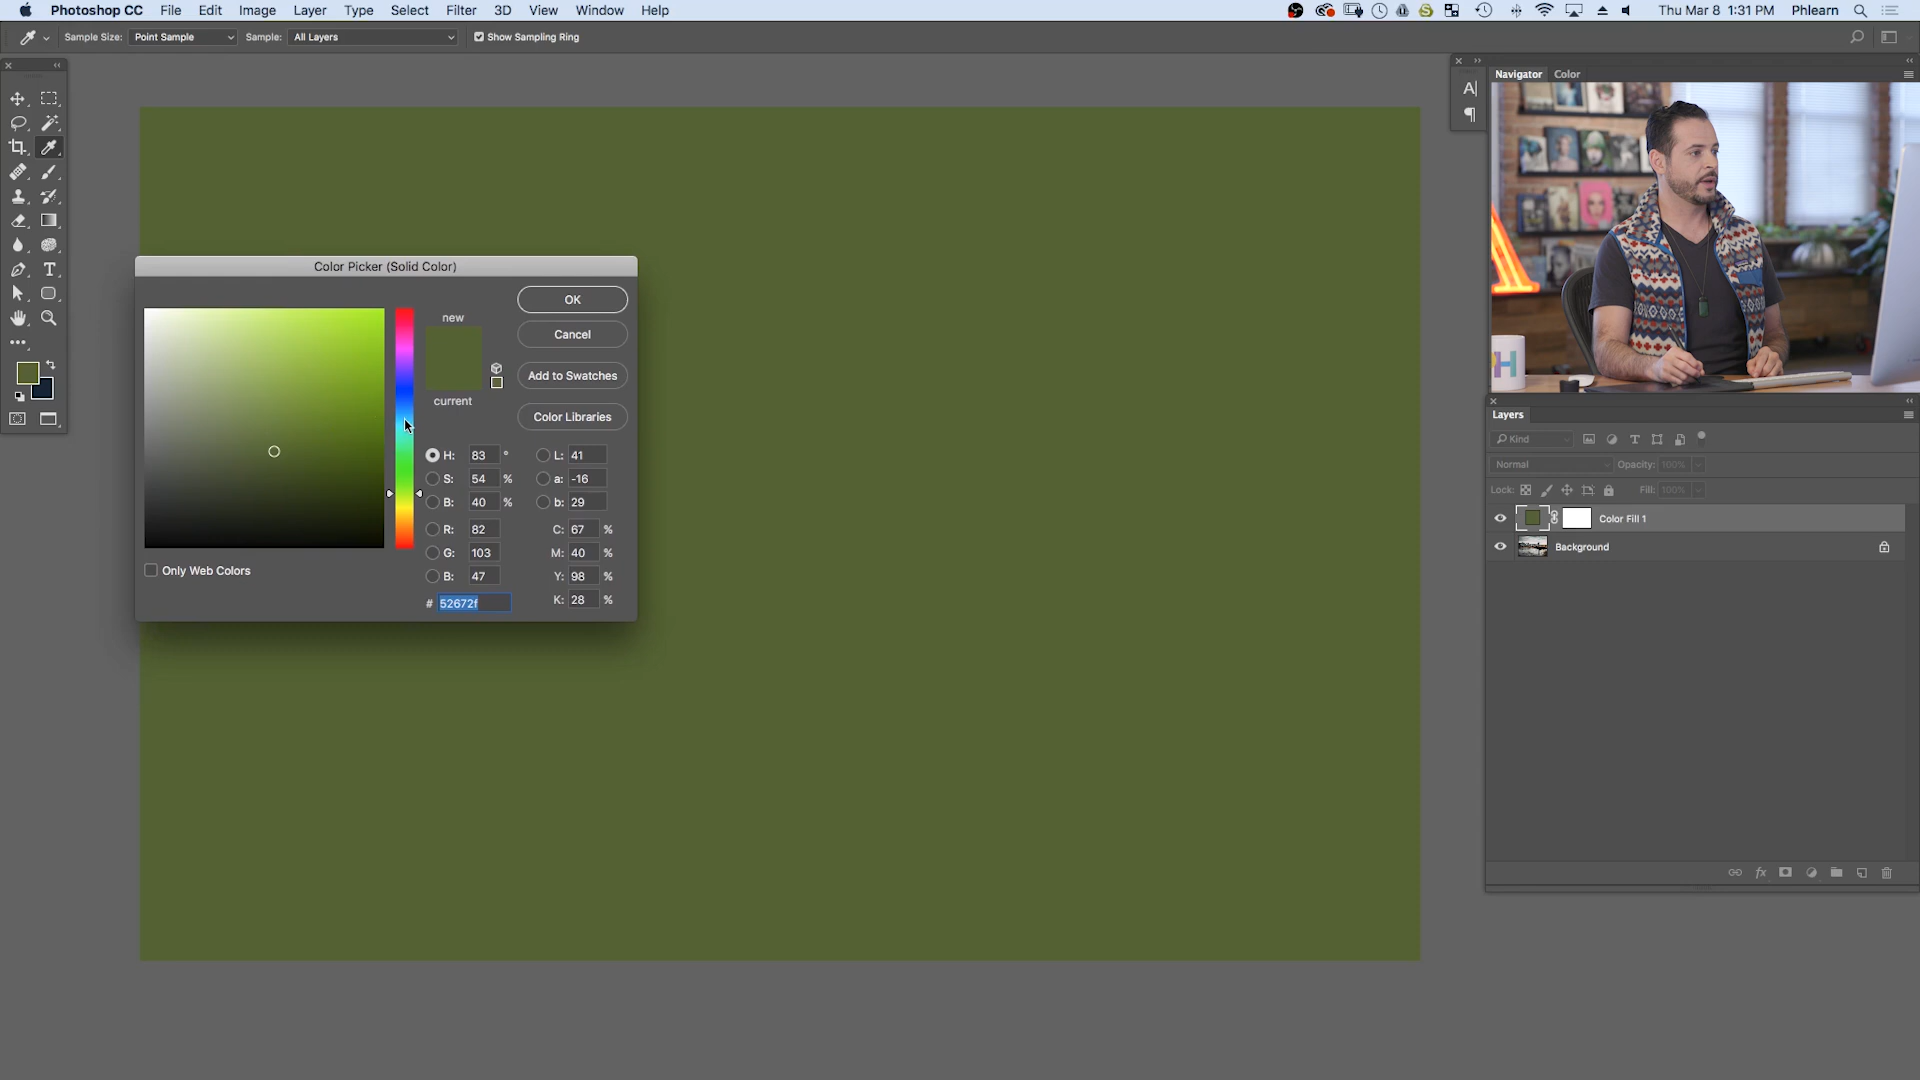 Photoshop CC File Edit Image Layer Type Select Filter 3D View Window Help Thu Mar 8 1:31 PM Phlearn
Sample Size: Point Sample Sample: All Layers Show Sampling Ring
Navigator Color
A
H
Color Picker (Solid Color)
OK
new
Cancel
Add to Swatches
current
Color Libraries
H: 83 ° L: 41
S: 54 % a: -16
B: 40 % b: 29
R: 82 C: 67 %
G: 103 M: 40 %
B: 47 Y: 98 %
# 52672f K: 28 %
Only Web Colors
Layers
Kind
Normal Opacity: 100%
Lock: Fill: 100%
Color Fill 1
Background
fx